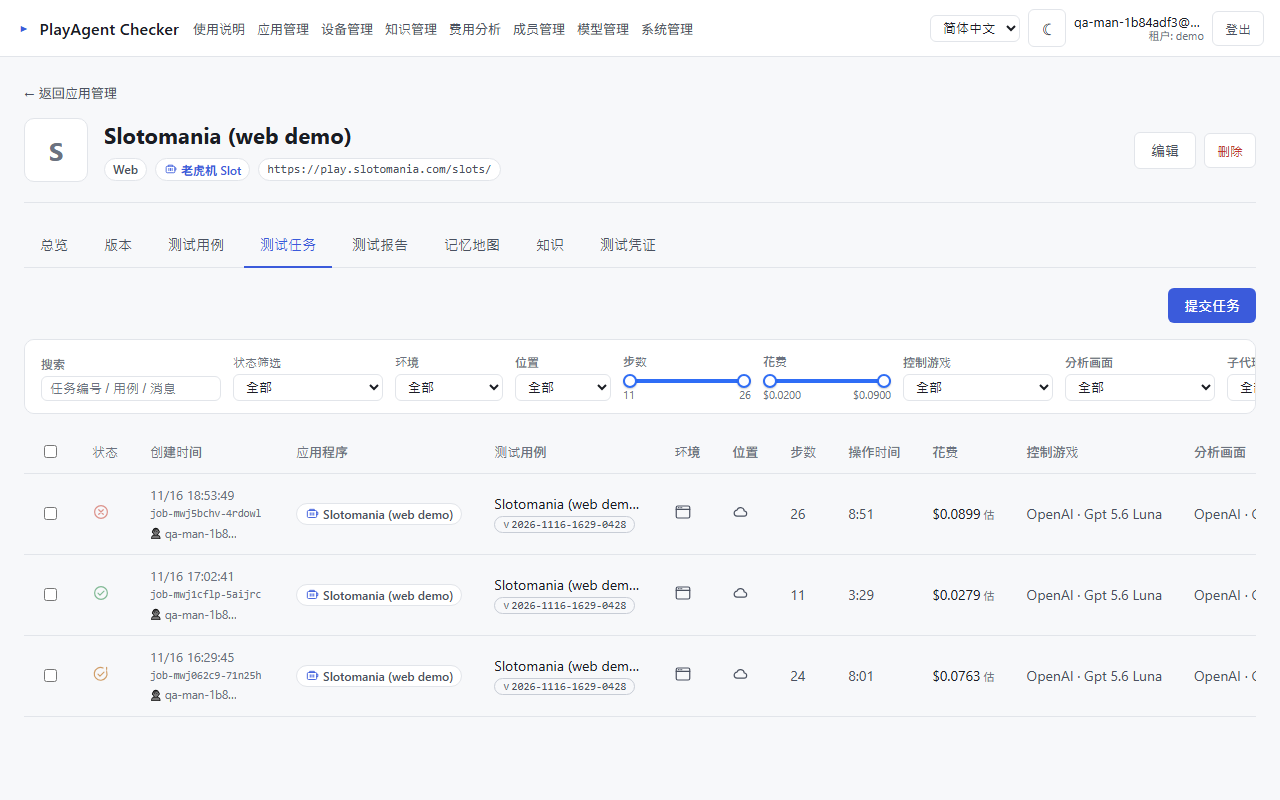 PlayAgent Checker 使用说明 应用管理 设备管理 知识管理 费用分析 成员管理 模型管理 系统管理 简体中文 qa-man-1b84adf3@... 登出
租户: demo
← 返回应用管理
S
Slotomania (web demo)
Web 老虎机 Slot https://play.slotomania.com/slots/
编辑 删除
总览 版本 测试用例 测试任务 测试报告 记忆地图 知识 测试凭证
提交任务
搜索 状态筛选 环境 位置 步数 花费 控制游戏 分析画面
任务编号 / 用例 / 消息 全部 全部 全部 11 26 $0.0200 $0.0900 全部 全部
状态 创建时间 应用程序 测试用例 环境 位置 步数 操作时间 花费 控制游戏 分析画面
11/16 18:53:49
job-mwj5bchv-4rdowl
qa-man-1b8...
Slotomania (web demo)
Slotomania (web dem...
v 2026-1116-1629-0428
26 8:51 $0.0899 估 OpenAI · Gpt 5.6 Luna OpenAI ·
11/16 17:02:41
job-mwj1cflp-5aijrc
qa-man-1b8...
Slotomania (web demo)
Slotomania (web dem...
v 2026-1116-1629-0428
11 3:29 $0.0279 估 OpenAI · Gpt 5.6 Luna OpenAI ·
11/16 16:29:45
job-mwj062c9-71n25h
qa-man-1b8...
Slotomania (web demo)
Slotomania (web dem...
v 2026-1116-1629-0428
24 8:01 $0.0763 估 OpenAI · Gpt 5.6 Luna OpenAI ·